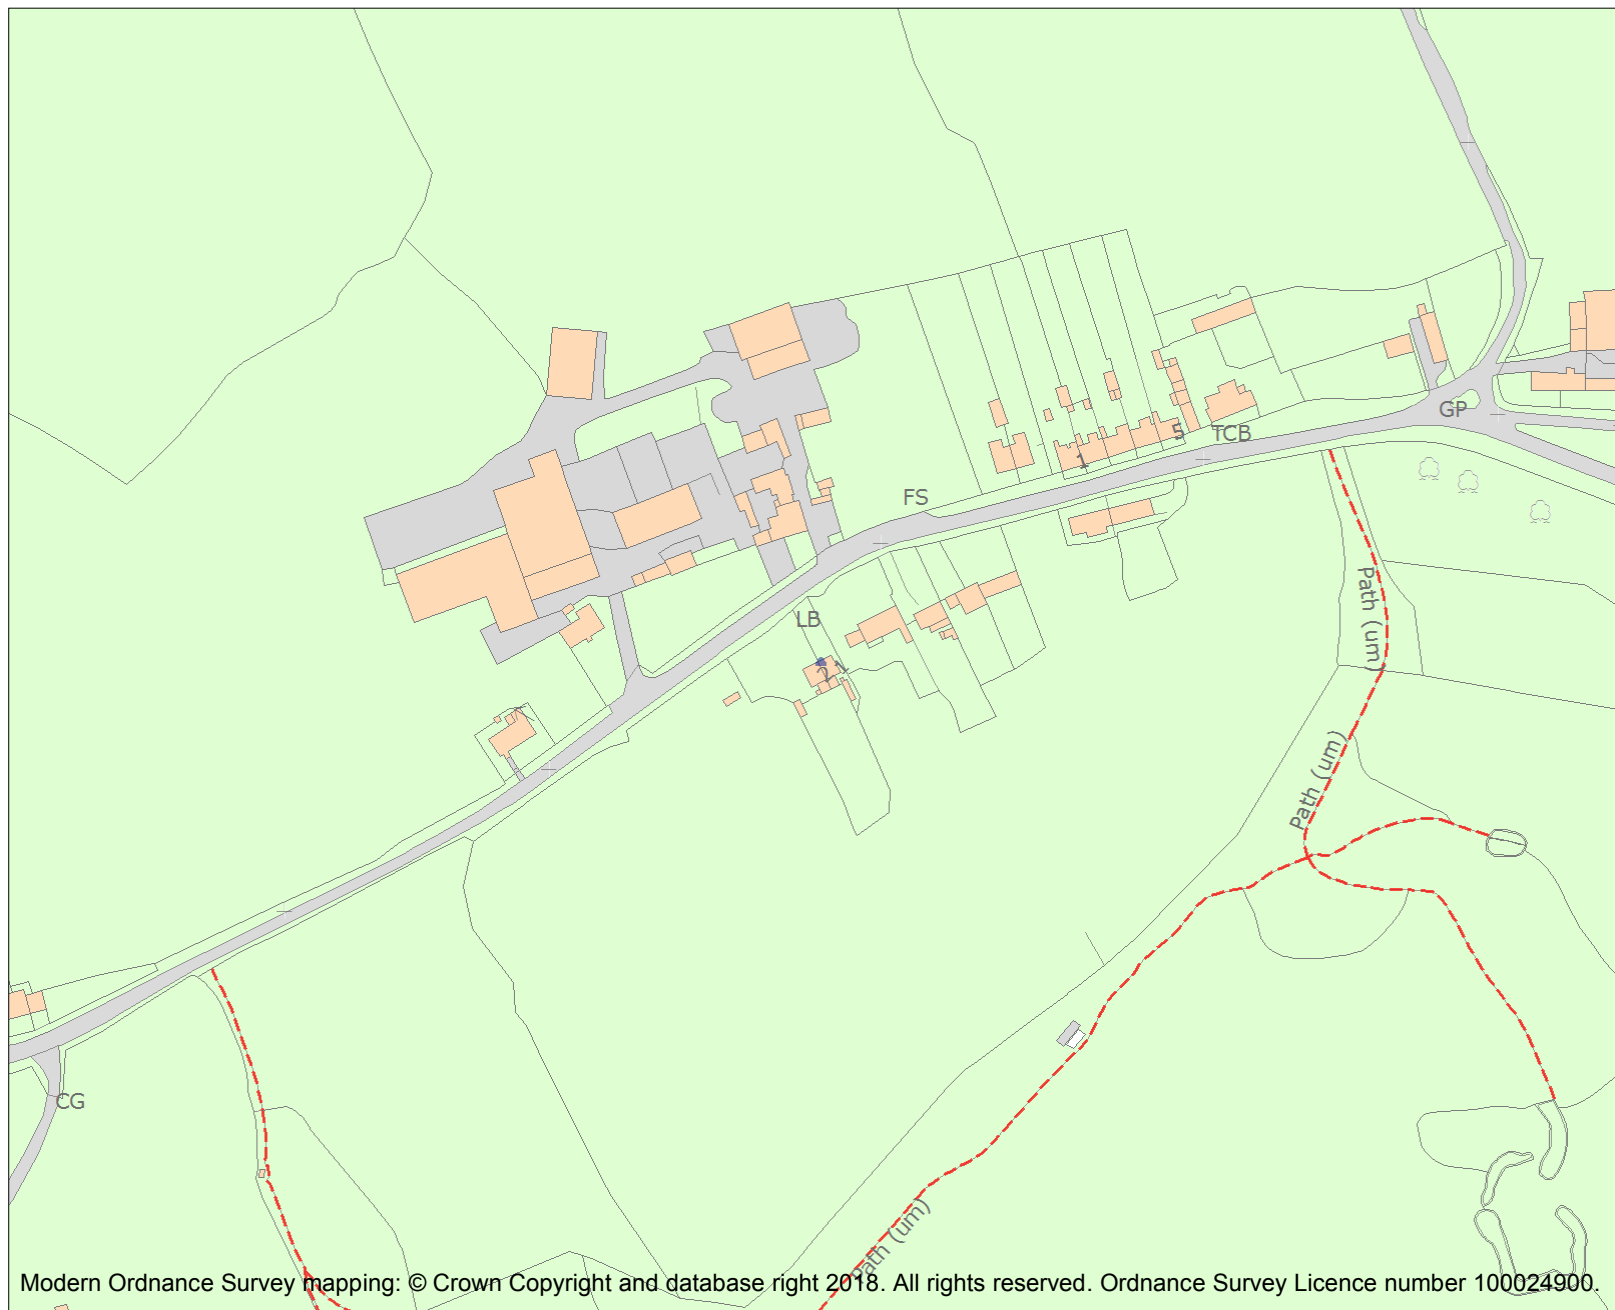 GP
5
TCB
1
FS
Path (um)
LB
21
Path (um)
CG
Path (um)
Modern Ordnance Survey mapping: © Crown Copyright and database right 2018. All rights reserved. Ordnance Survey Licence number 100024900.